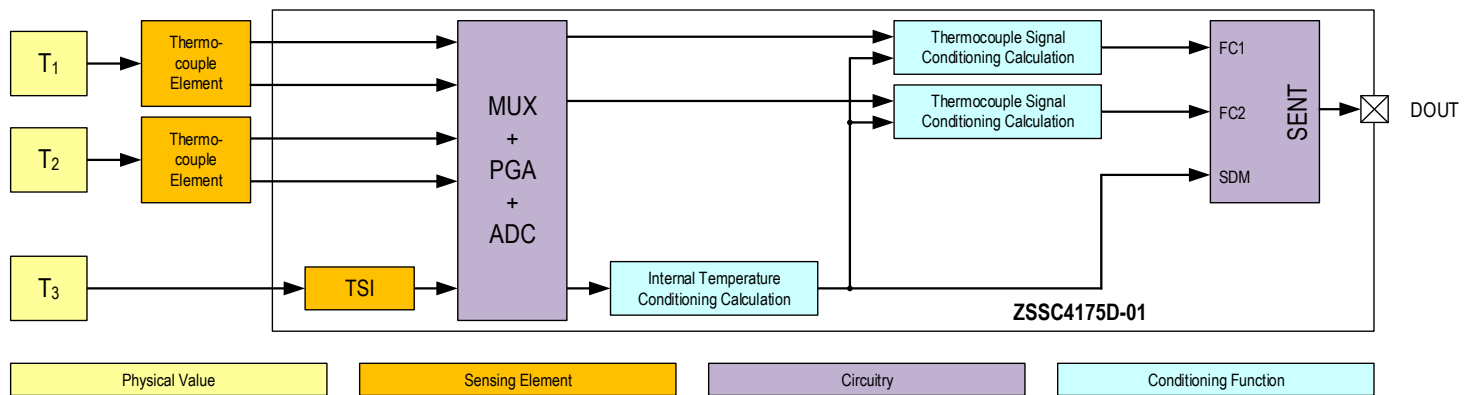 T1
Thermo-
couple
Element
T2
Thermo-
couple
Element
T3
TSI
MUX
+
PGA
+
ADC
Internal Temperature
Conditioning Calculation
Thermocouple Signal
Conditioning Calculation
Thermocouple Signal
Conditioning Calculation
FC1
FC2
SDM
SENT
DOUT
ZSSC4175D-01
Physical Value
Sensing Element
Circuitry
Conditioning Function